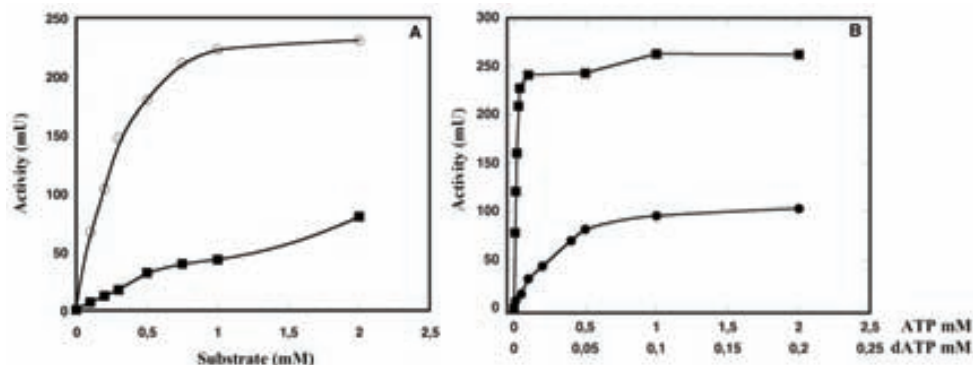 250
200
150
100
50
0
Activity (mU)
A
0 0,5 1 1,5 2 2,5
Substrate (mM)
300
250
200
150
100
50
0
Activity (mU)
B
0 0,5 1 1,5 2 2,5 ATP mM
0 0,05 0,1 0,15 0,2 0,25 dATP mM